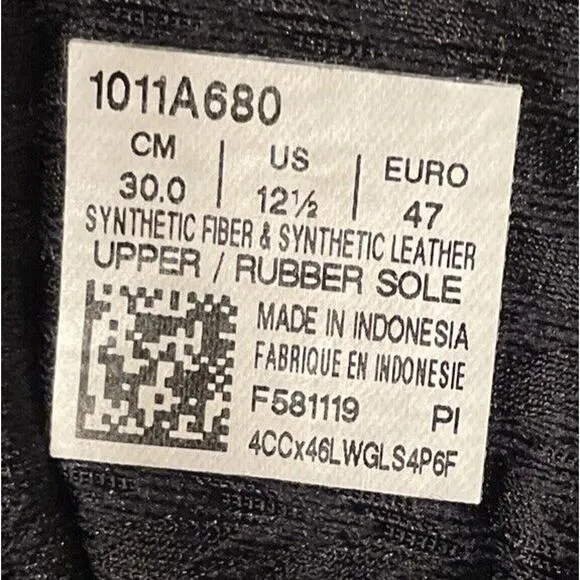 1011A680
CM | US | EURO
30.0 | 12½ | 47
SYNTHETIC FIBER & SYNTHETIC LEATHER
UPPER / RUBBER SOLE
MADE IN INDONESIA
FABRIQUE EN INDONESIE
F581119 PI
4CCx46LWGLS4P6F